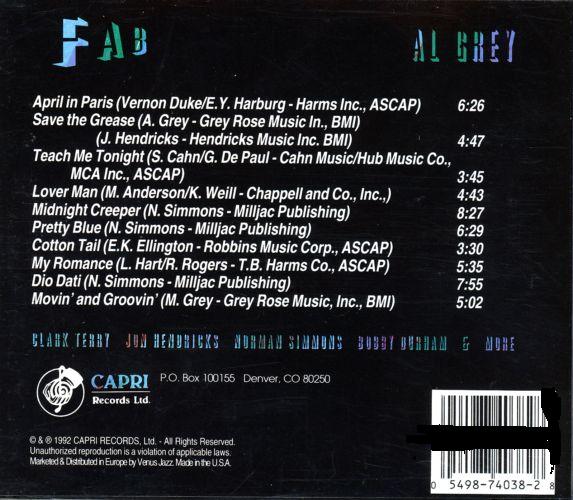 FAB AL GREY
April in Paris (Vernon Duke/E.Y. Harburg - Harms Inc., ASCAP) 6:26
Save the Grease (A. Grey - Grey Rose Music In., BMI)
(J. Hendricks - Hendricks Music Inc. BMI) 4:47
Teach Me Tonight (S. Cahn/G. De Paul - Cahn Music/Hub Music Co.,
MCA Inc., ASCAP) 3:45
Lover Man (M. Anderson/K. Weill - Chappell and Co., Inc.,) 4:43
Midnight Creeper (N. Simmons - Milljac Publishing) 8:27
Pretty Blue (N. Simmons - Milljac Publishing) 6:29
Cotton Tail (E.K. Ellington - Robbins Music Corp., ASCAP) 3:30
My Romance (L. Hart/R. Rogers - T.B. Harms Co., ASCAP) 5:35
Dio Dati (N. Simmons - Milljac Publishing) 7:55
Movin' and Groovin' (M. Grey - Grey Rose Music, Inc., BMI) 5:02
CLARK TERRY JON HENDRICKS NORMAN SIMMONS BOBBY DURHAM & MORE
CAPRI
Records Ltd.
P.O. Box 100155 Denver, CO 80250
© & ℗ 1992 CAPRI RECORDS, Ltd. - All Rights Reserved.
Unauthorized reproduction is a violation of applicable laws.
Marketed & Distributed in Europe by Venus Jazz. Made in the U.S.A.
0 5498-74038-2 8